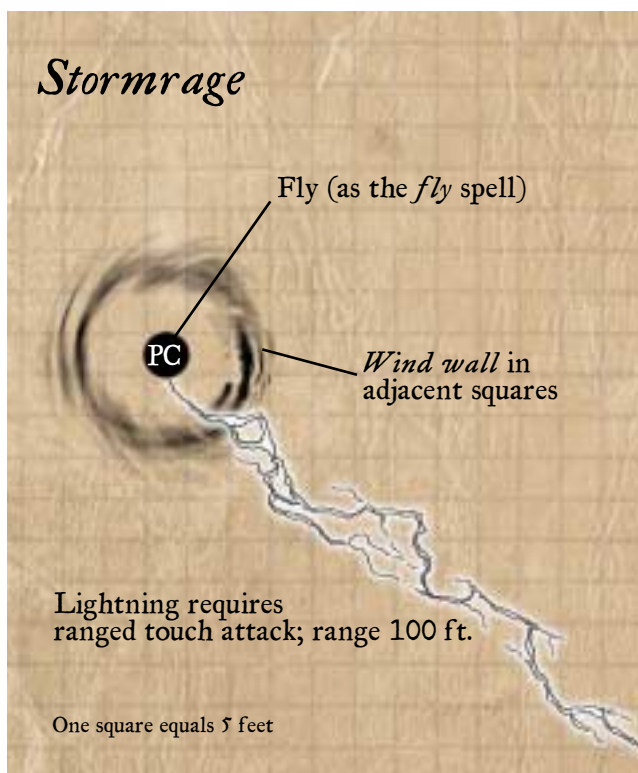 Stormrage
Fly (as the fly spell)
PC
Wind wall in
adjacent squares
Lightning requires
ranged touch attack; range 100 ft.
One square equals 5 feet